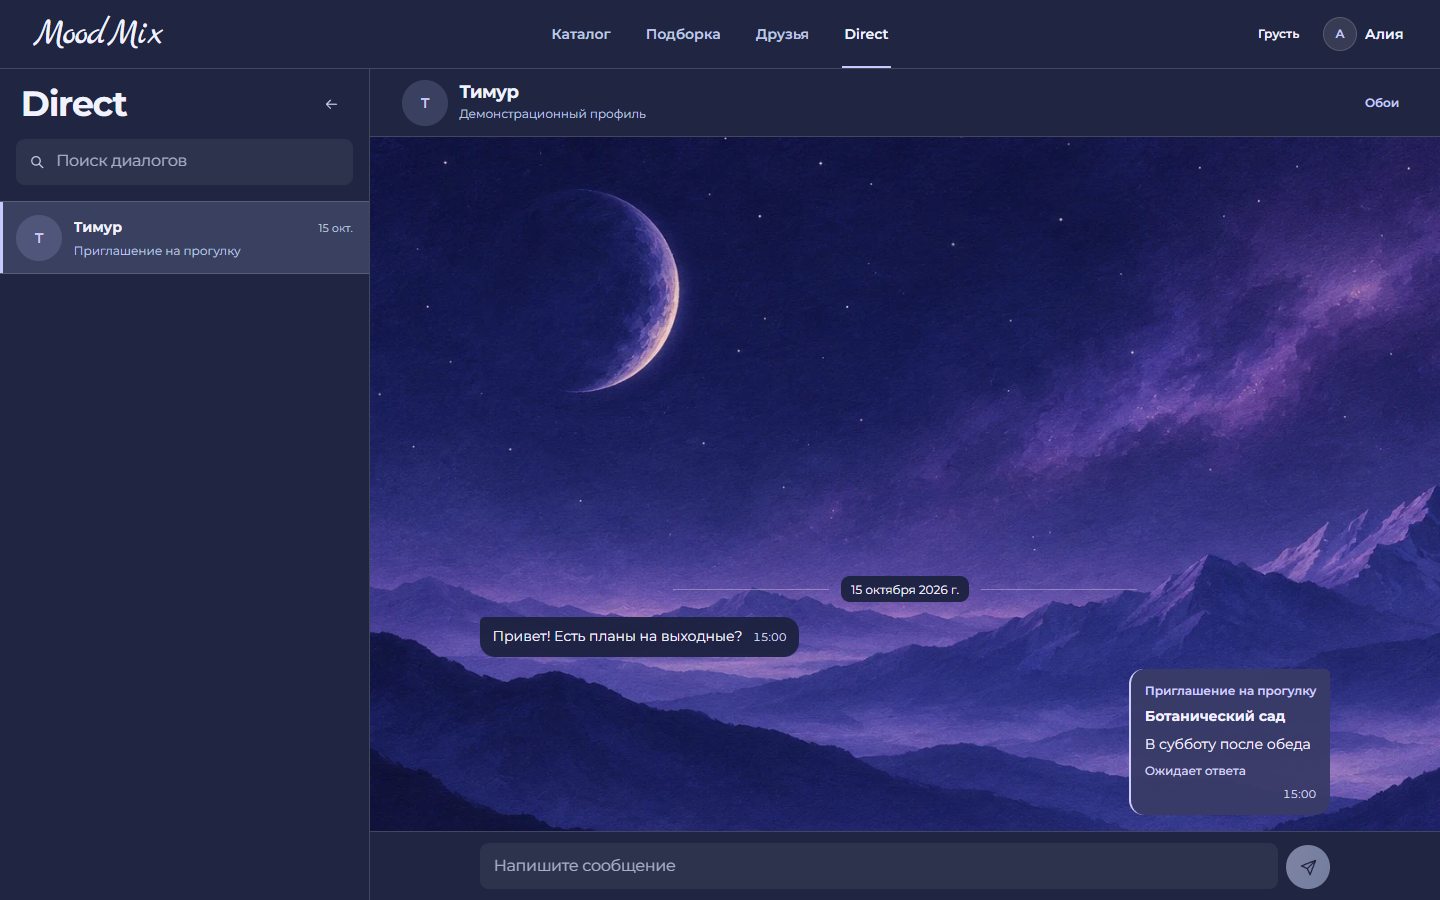 MoodMix
Каталог
Подборка
Друзья
Direct
Грусть
А
Алия
Direct
Поиск диалогов
Т
Тимур
15 окт.
Приглашение на прогулку
Т
Тимур
Демонстрационный профиль
Обои
15 октября 2026 г.
Привет! Есть планы на выходные? 15:00
Приглашение на прогулку
Ботанический сад
В субботу после обеда
Ожидает ответа
15:00
Напишите сообщение